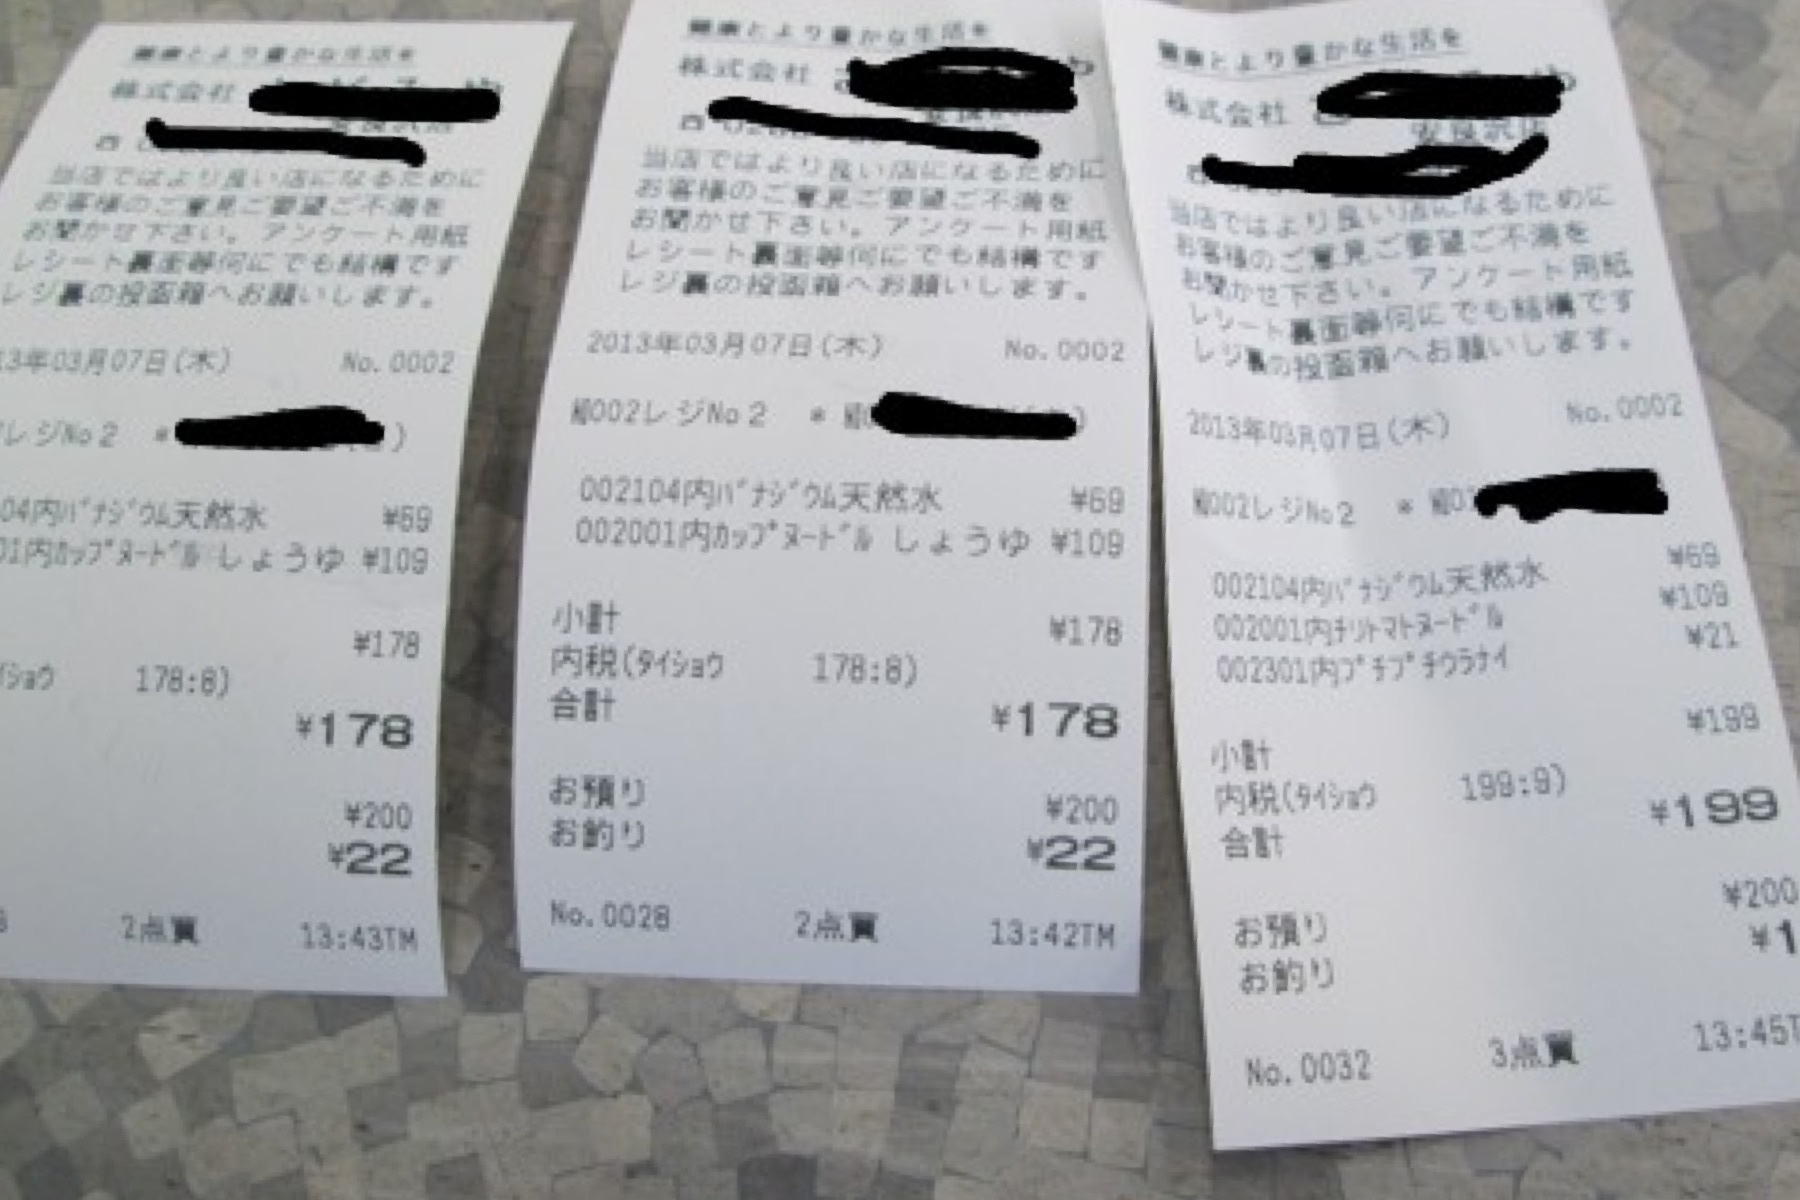 健康とより豊かな生活を
株式会社
当店ではより良い店になるために
お客様のご意見ご要望ご不満を
お聞かせ下さい。アンケート用紙
レシート裏面等何にでも結構です
レジ裏の投函箱へお願いします。
13年03月07日(木) No.0002
レジNo2 * )
04内バナジウム天然水 ¥69
01内カップヌードル しょうゆ ¥109
¥178
イショウ 178:8)
¥178
¥200
¥22
2点買 13:43TM
健康とより豊かな生活を
株式会社
当店ではより良い店になるために
お客様のご意見ご要望ご不満を
お聞かせ下さい。アンケート用紙
レシート裏面等何にでも結構です
レジ裏の投函箱へお願いします。
2013年03月07日(木) No.0002
002レジNo2 * )
002104内バナジウム天然水 ¥69
002001内カップヌードル しょうゆ ¥109
小計 ¥178
内税(タイショウ 178:8)
合計 ¥178
お預り ¥200
お釣り ¥22
No.0028 2点買 13:42TM
健康とより豊かな生活を
株式会社
安良沢店
当店ではより良い店になるために
お客様のご意見ご要望ご不満を
お聞かせ下さい。アンケート用紙
レシート裏面等何にでも結構です
レジ裏の投函箱へお願いします。
2013年03月07日(木) No.0002
002レジNo2 *
002104内バナジウム天然水 ¥69
002001内チリトマトヌードル ¥109
002301内プチプチウラナイ ¥21
小計 ¥199
内税(タイショウ 199:9)
合計 ¥199
お預り ¥200
お釣り ¥1
No.0032 3点買 13:45T